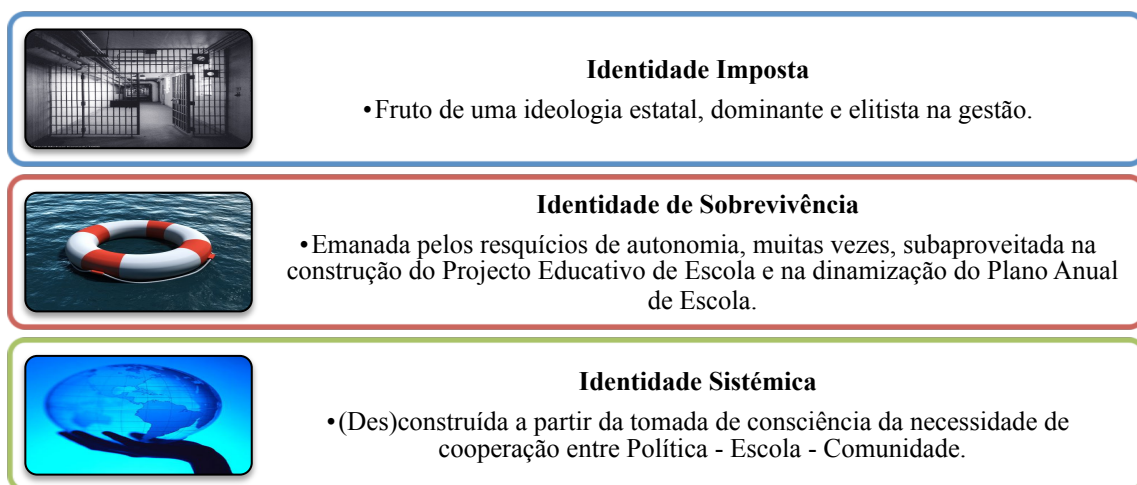 Identidade Imposta
•Fruto de uma ideologia estatal, dominante e elitista na gestão.
Identidade de Sobrevivência
•Emanada pelos resquícios de autonomia, muitas vezes, subaproveitada na
construção do Projecto Educativo de Escola e na dinamização do Plano Anual
de Escola.
Identidade Sistémica
•(Des)construída a partir da tomada de consciência da necessidade de
cooperação entre Política - Escola - Comunidade.